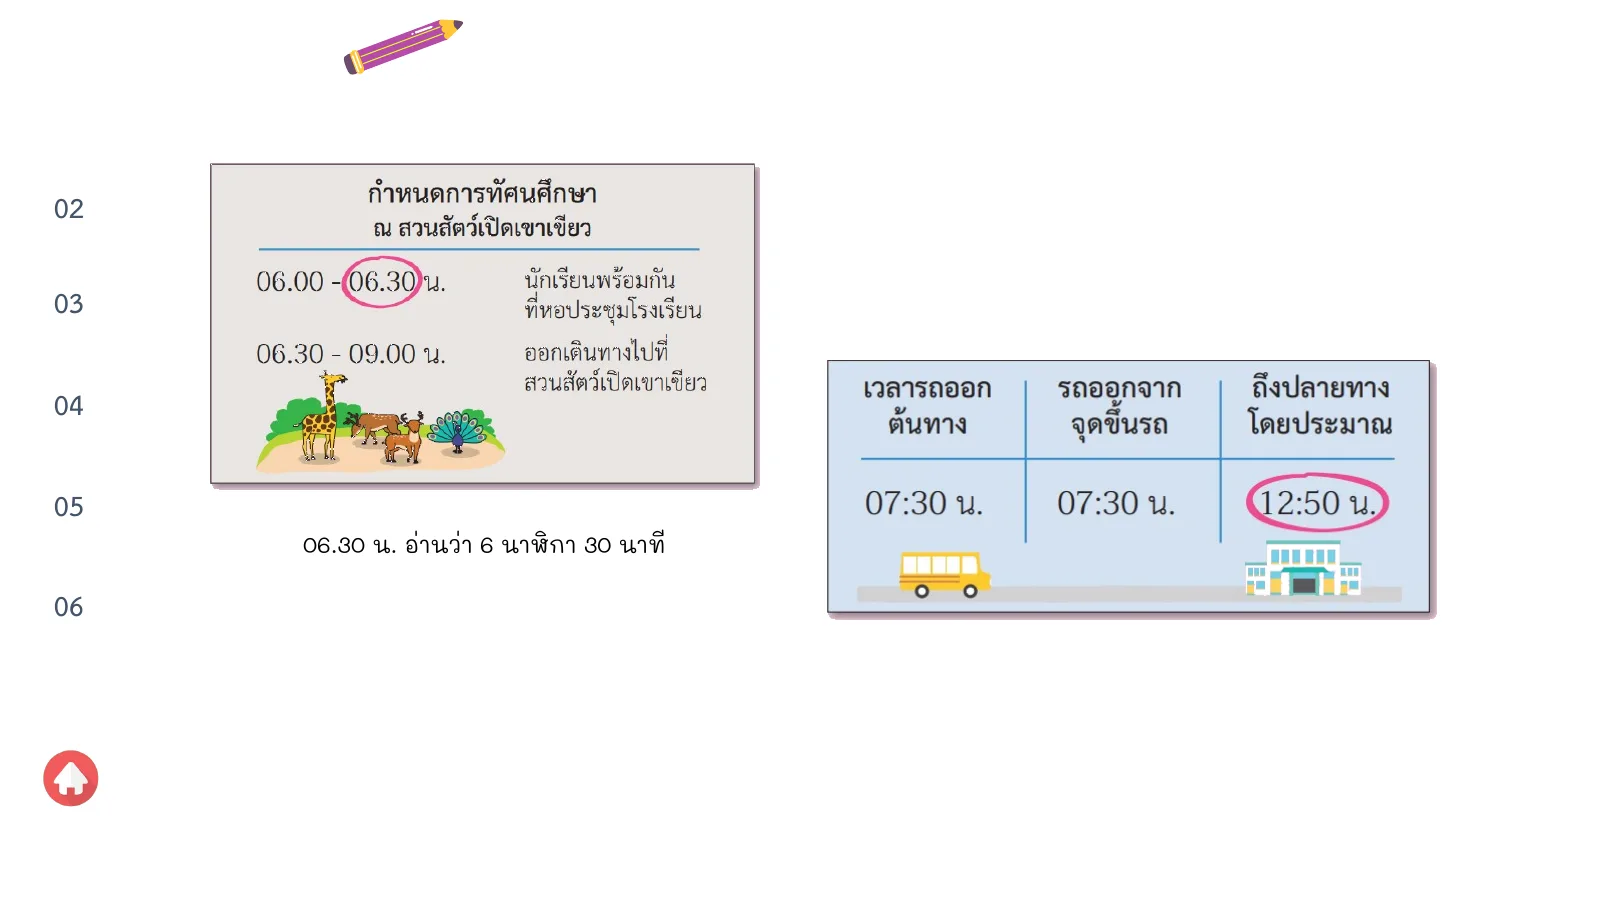 02
03
04
05
06
กำหนดการทัศนศึกษา
ณ สวนสัตว์เปิดเขาเขียว
06.00 - 06.30 น. นักเรียนพร้อมกัน
ที่หอประชุมโรงเรียน
06.30 - 09.00 น. ออกเดินทางไปที่
สวนสัตว์เปิดเขาเขียว
06.30 น. อ่านว่า 6 นาฬิกา 30 นาที
เวลารถออก รถออกจาก ถึงปลายทาง
ต้นทาง จุดขึ้นรถ โดยประมาณ
07:30 น. 07:30 น. 12:50 น.